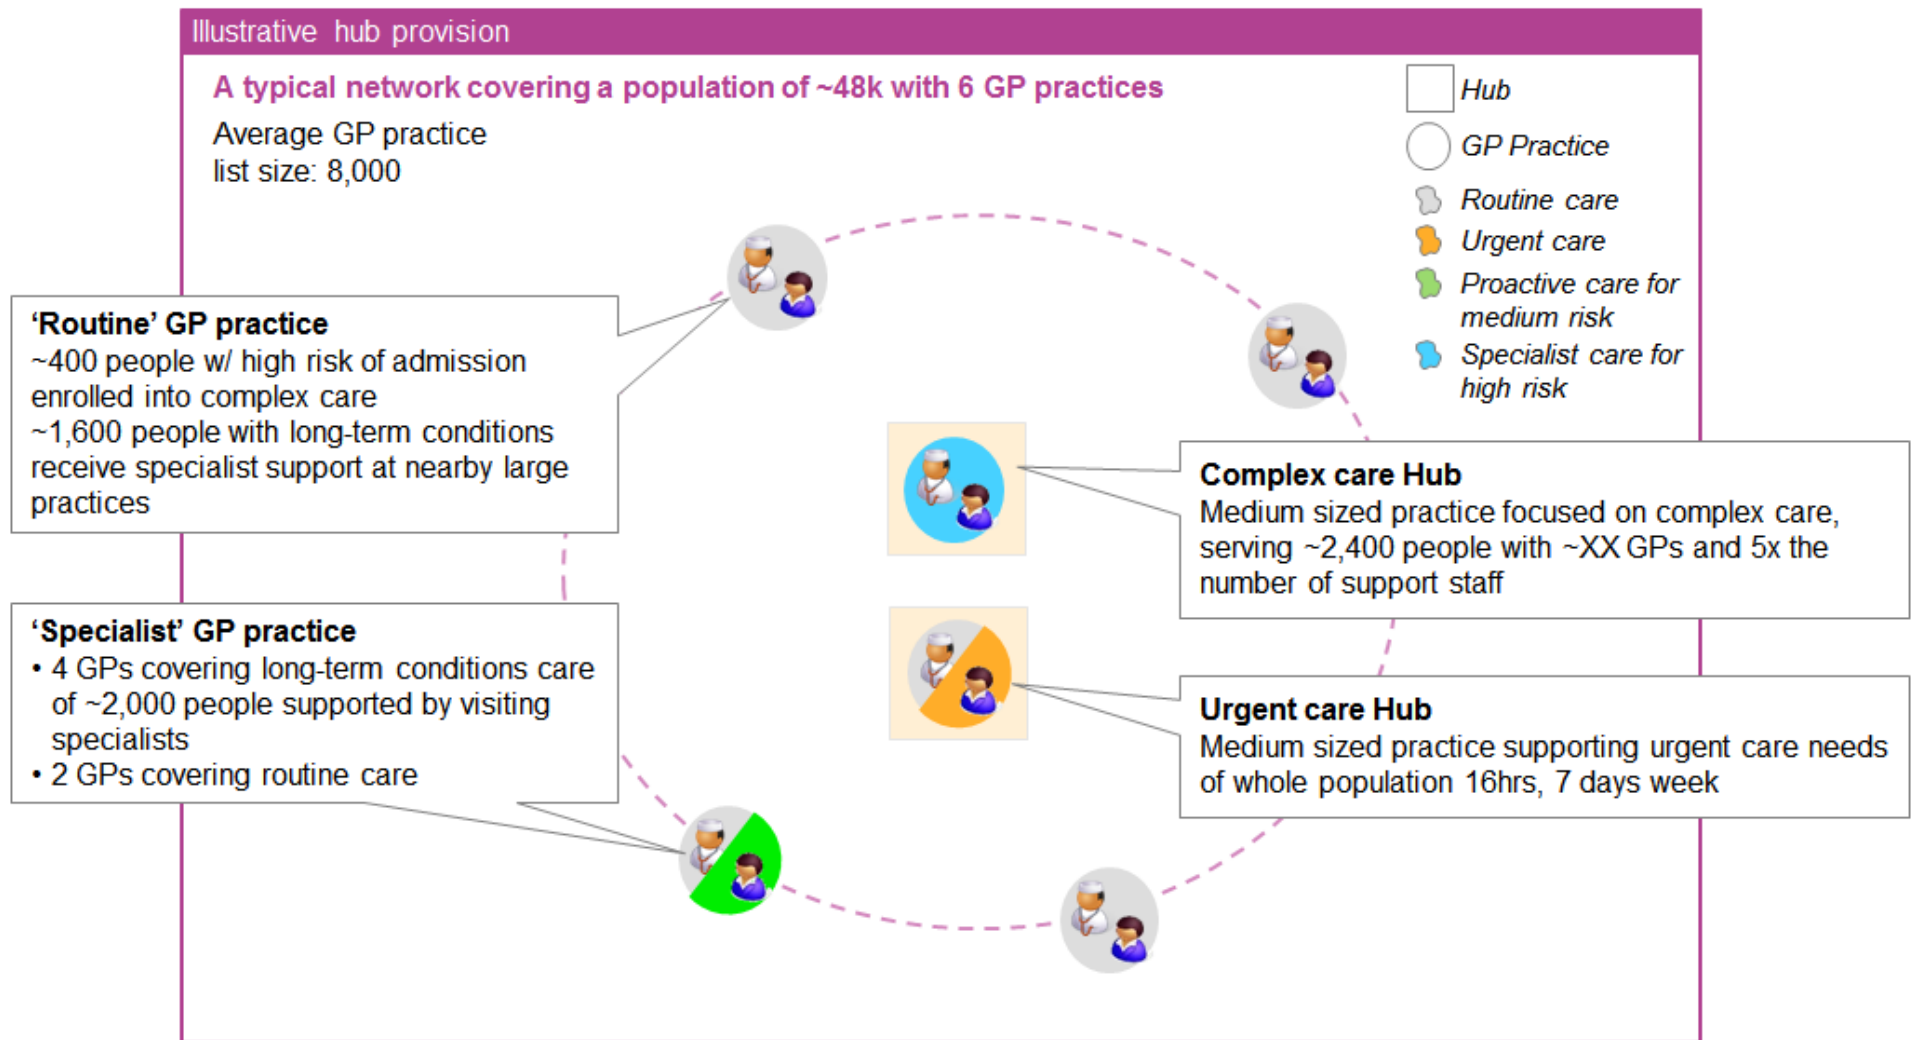 Illustrative hub provision
A typical network covering a population of ~48k with 6 GP practices
Average GP practice
list size: 8,000
Hub
GP Practice
Routine care
Urgent care
Proactive care for
medium risk
Specialist care for
high risk
‘Routine’ GP practice
~400 people w/ high risk of admission
enrolled into complex care
~1,600 people with long-term conditions
receive specialist support at nearby large
practices
Complex care Hub
Medium sized practice focused on complex care,
serving ~2,400 people with ~XX GPs and 5x the
number of support staff
‘Specialist’ GP practice
• 4 GPs covering long-term conditions care
of ~2,000 people supported by visiting
specialists
• 2 GPs covering routine care
Urgent care Hub
Medium sized practice supporting urgent care needs
of whole population 16hrs, 7 days week